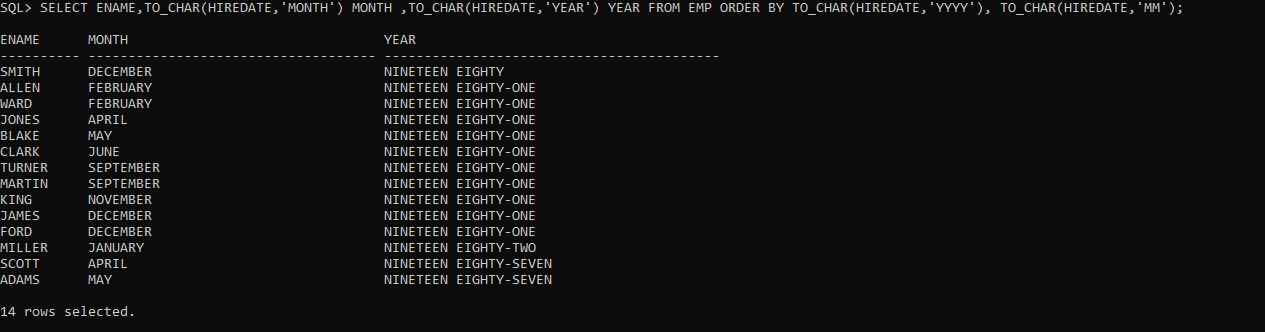 SQL> SELECT ENAME,TO_CHAR(HIREDATE,'MONTH') MONTH ,TO_CHAR(HIREDATE,'YEAR') YEAR FROM EMP ORDER BY TO_CHAR(HIREDATE,'YYYY'), TO_CHAR(HIREDATE,'MM');
ENAME      MONTH                                YEAR
---------- ------------------------------------ ------------------------------------------
SMITH      DECEMBER                             NINETEEN EIGHTY
ALLEN      FEBRUARY                             NINETEEN EIGHTY-ONE
WARD       FEBRUARY                             NINETEEN EIGHTY-ONE
JONES      APRIL                                NINETEEN EIGHTY-ONE
BLAKE      MAY                                  NINETEEN EIGHTY-ONE
CLARK      JUNE                                 NINETEEN EIGHTY-ONE
TURNER     SEPTEMBER                            NINETEEN EIGHTY-ONE
MARTIN     SEPTEMBER                            NINETEEN EIGHTY-ONE
KING       NOVEMBER                             NINETEEN EIGHTY-ONE
JAMES      DECEMBER                             NINETEEN EIGHTY-ONE
FORD       DECEMBER                             NINETEEN EIGHTY-ONE
MILLER     JANUARY                              NINETEEN EIGHTY-TWO
SCOTT      APRIL                                NINETEEN EIGHTY-SEVEN
ADAMS      MAY                                  NINETEEN EIGHTY-SEVEN
14 rows selected.